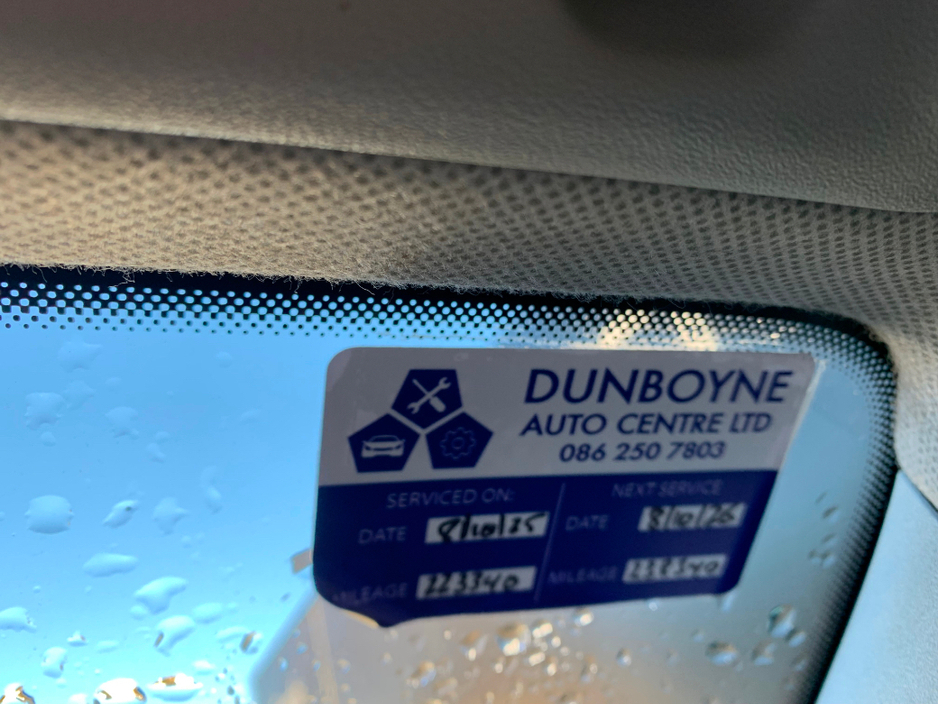 DUNBOYNE
AUTO CENTRE LTD
086 250 7803
SERVICED ON:
DATE 8/10/25
MILEAGE 223340
NEXT SERVICE:
DATE 8/10/26
MILEAGE 238340